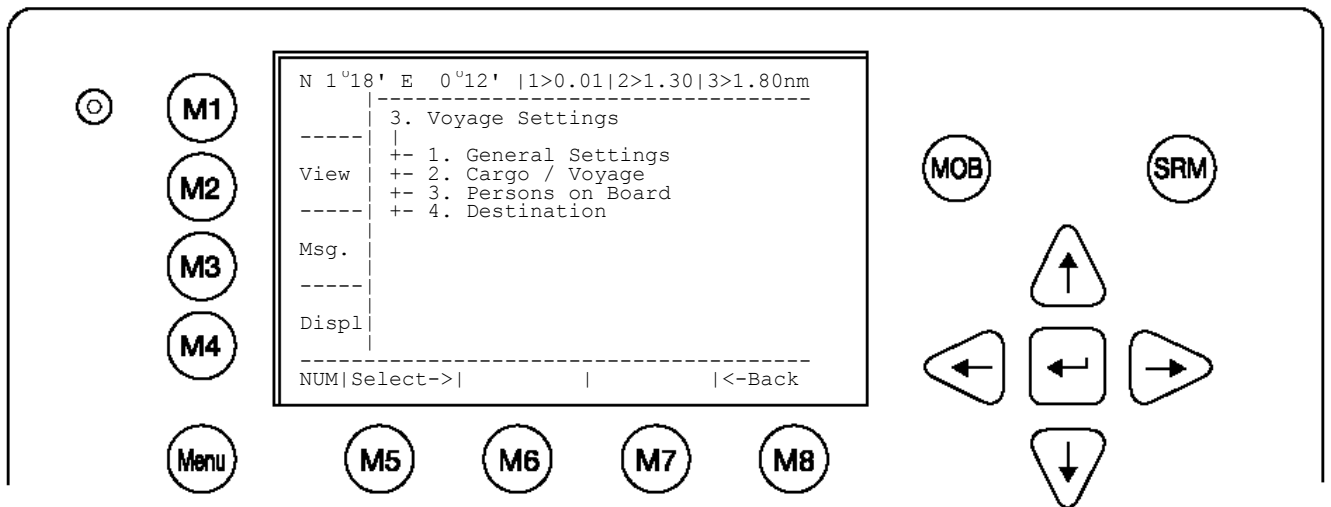 N 1°18' E 0°12' |1>0.01|2>1.30|3>1.80nm
3. Voyage Settings
+- 1. General Settings
View +- 2. Cargo / Voyage
+- 3. Persons on Board
+- 4. Destination
Msg.
Displ
NUM|Select->| | |<-Back
M1
M2
M3
M4
Menu
M5
M6
M7
M8
MOB
SRM